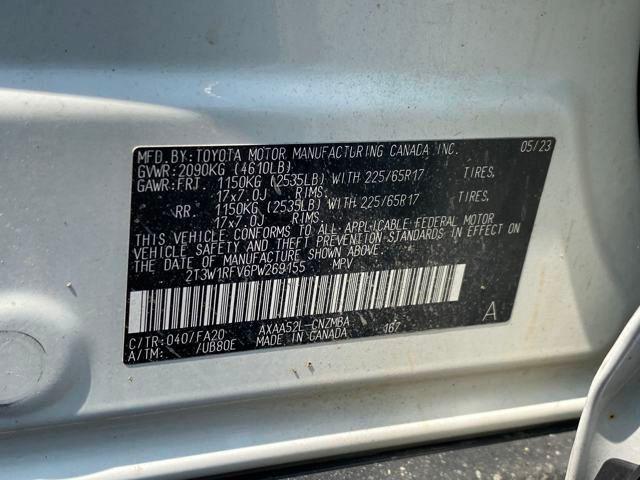 MFD.BY:TOYOTA MOTOR MANUFACTURING CANADA INC. 05/23
GVWR:2090KG (4610LB)
GAWR:FRT 1150KG (2535LB) WITH 225/65R17 TIRES,
17x7.0J RIMS,
RR. 1150KG (2535LB) WITH 225/65R17 TIRES,
17x7.0J RIMS
THIS VEHICLE CONFORMS TO ALL APPLICABLE FEDERAL MOTOR
VEHICLE SAFETY AND THEFT PREVENTION STANDARDS IN EFFECT
ON THE DATE OF MANUFACTURE SHOWN ABOVE.
2T3W1RFV6PW269155 MPV
C/TR:040/FA20 AXAA52L-CNZMBA 167 A
A/TM: /UB80E MADE IN CANADA